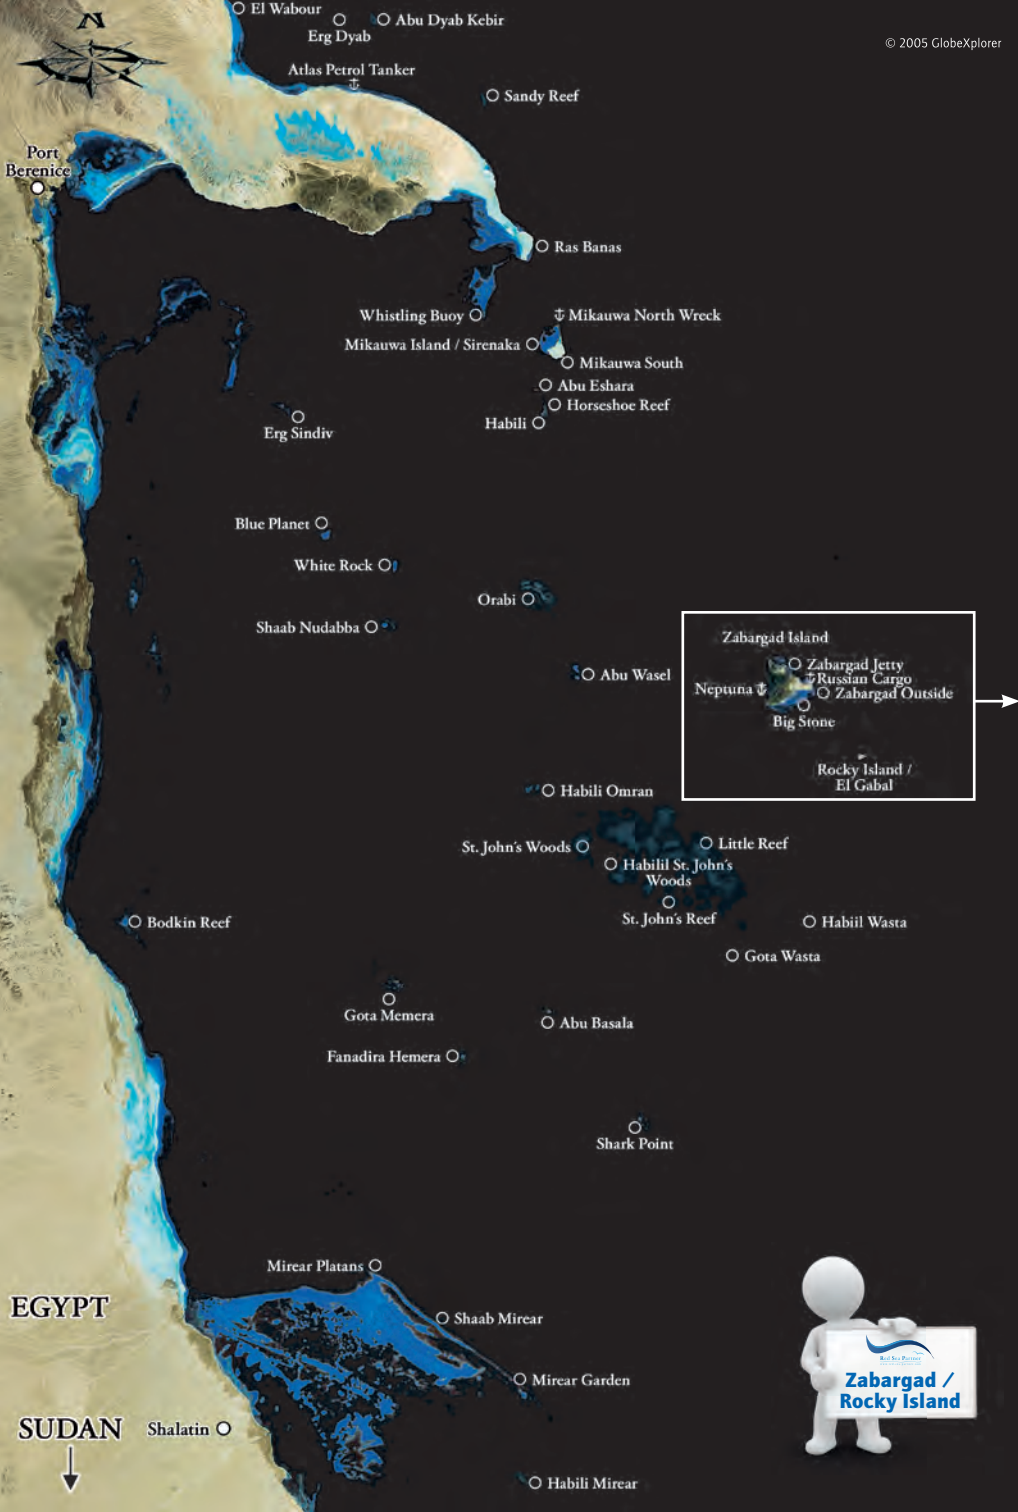 N
El Wabour
Erg Dyab
Abu Dyab Kebir
© 2005 GlobeXplorer
Atlas Petrol Tanker
Sandy Reef
Port
Berenice
Ras Banas
Whistling Buoy
Mikauwa North Wreck
Mikauwa Island / Sirenaka
Mikauwa South
Abu Eshara
Horseshoe Reef
Habili
Erg Sindiv
Blue Planet
White Rock
Orabi
Shaab Nudabba
Abu Wasel
Zabargad Island
Zabargad Jetty
Russian Cargo
Neptuna
Zabargad Outside
Big Stone
Rocky Island /
El Gabal
Habili Omran
St. John's Woods
Little Reef
Habilil St. John's
Woods
St. John's Reef
Bodkin Reef
Habiil Wasta
Gota Wasta
Gota Memera
Abu Basala
Fanadira Hemera
Shark Point
Mirear Platans
EGYPT
Shaab Mirear
Mirear Garden
Red Sea Partner
Zabargad /
Rocky Island
SUDAN
Shalatin
Habili Mirear